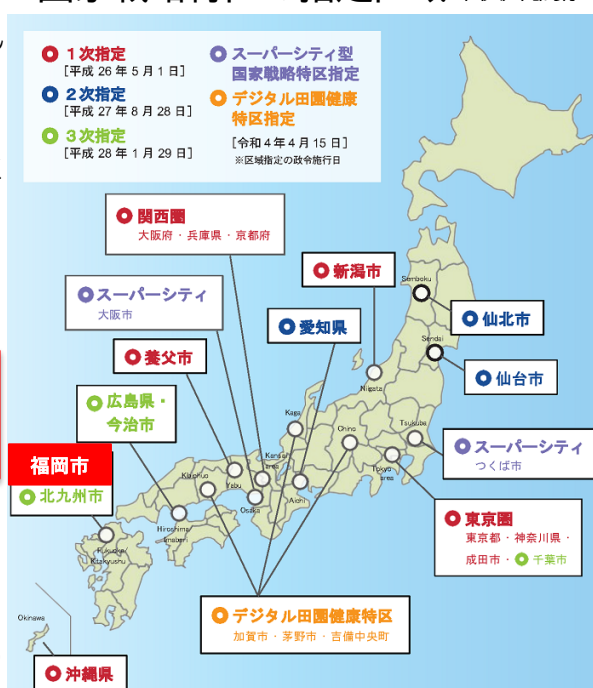 １次指定
［平成 26 年 5 月 1 日］
２次指定
［平成 27 年 8 月 28 日］
３次指定
［平成 28 年 1 月 29 日］
スーパーシティ型
国家戦略特区指定
デジタル田園健康
特区指定
［令和 4 年 4 月 15 日］
※区域指定の政令施行日
関西圏
大阪府・兵庫県・京都府
スーパーシティ
大阪市
養父市
広島県・
今治市
福岡市
北九州市
新潟市
愛知県
仙北市
仙台市
スーパーシティ
つくば市
東京圏
東京都・神奈川県・
成田市・千葉市
デジタル田園健康特区
加賀市・茅野市・吉備中央町
沖縄県
Semboku
Sendai
Niigata
Kaga
Chino
Tsukuba
Tokyo
area
Kansai
area
Aichi
Yabu
Osaka
Hiroshima
Fukuoka
Kitakyushu
Okinawa